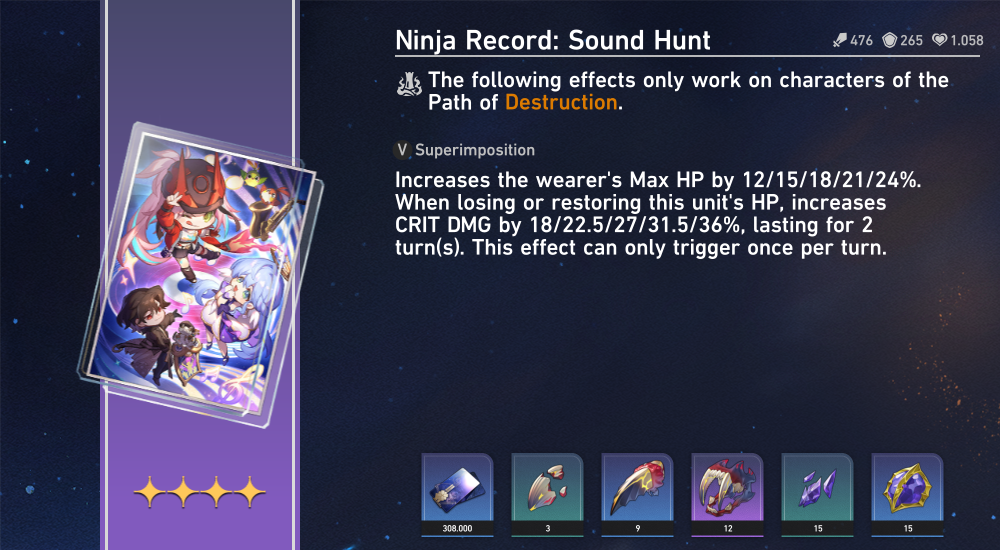 Ninja Record: Sound Hunt
476 265 1.058
The following effects only work on characters of the
Path of Destruction.
V Superimposition
Increases the wearer's Max HP by 12/15/18/21/24%.
When losing or restoring this unit's HP, increases
CRIT DMG by 18/22.5/27/31.5/36%, lasting for 2
turn(s). This effect can only trigger once per turn.
308.000 3 9 12 15 15